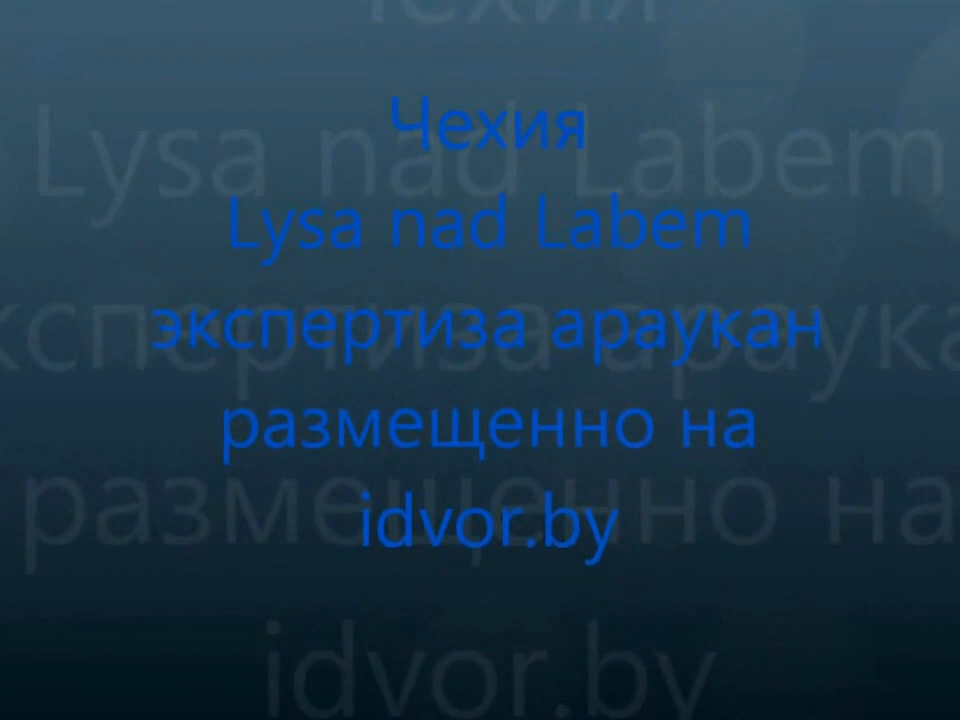 Чехия
Lysa nad Labem
экспертиза араукан
размещенно на
idvor.by